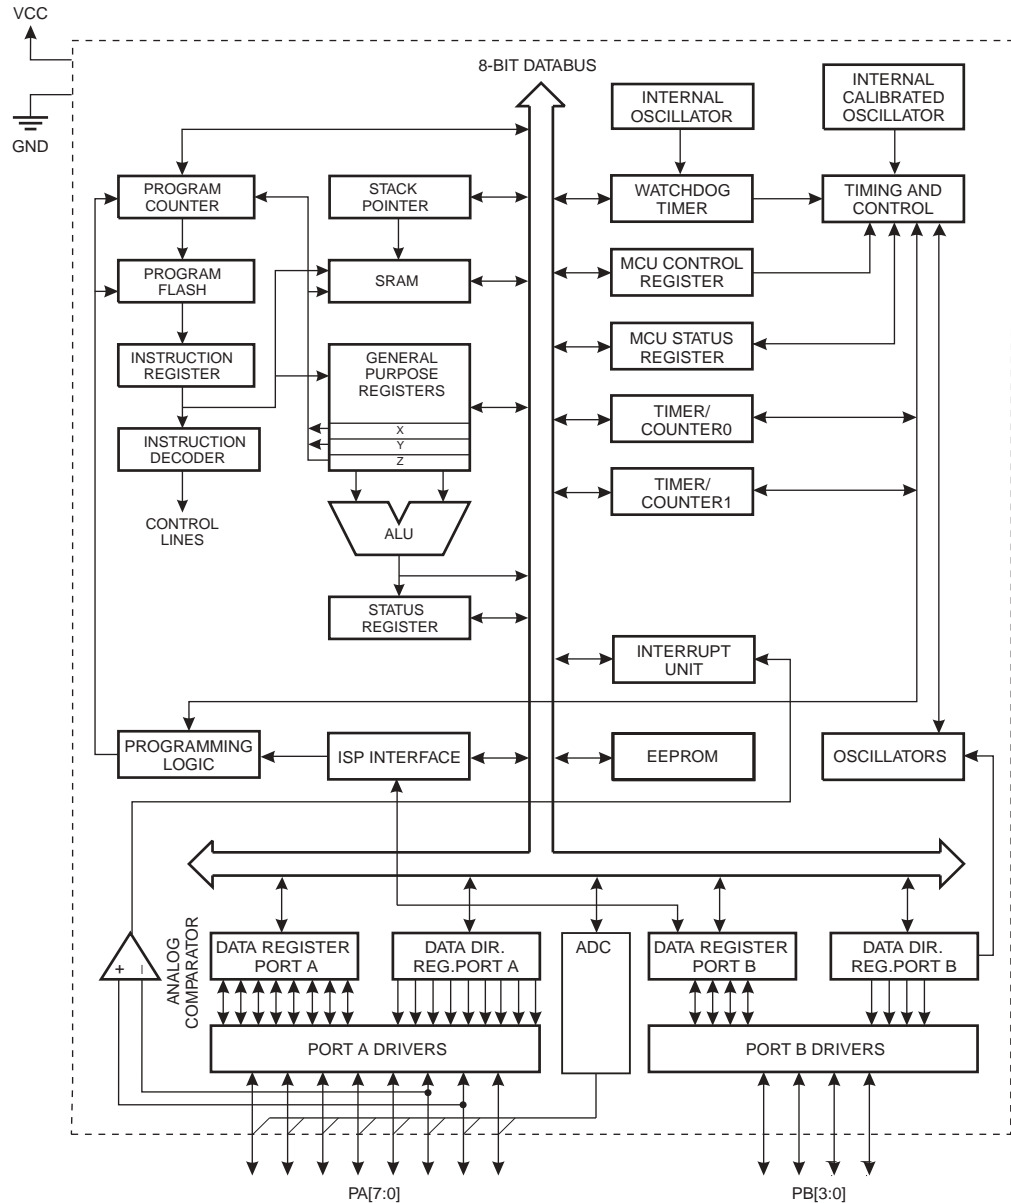 VCC
GND
8-BIT DATABUS
INTERNAL
OSCILLATOR
INTERNAL
CALIBRATED
OSCILLATOR
PROGRAM
COUNTER
STACK
POINTER
WATCHDOG
TIMER
TIMING AND
CONTROL
PROGRAM
FLASH
SRAM
MCU CONTROL
REGISTER
INSTRUCTION
REGISTER
GENERAL
PURPOSE
REGISTERS
X
Y
Z
MCU STATUS
REGISTER
INSTRUCTION
DECODER
TIMER/
COUNTER0
CONTROL
LINES
ALU
TIMER/
COUNTER1
STATUS
REGISTER
INTERRUPT
UNIT
PROGRAMMING
LOGIC
ISP INTERFACE
EEPROM
OSCILLATORS
ANALOG
COMPARATOR
+
–
DATA REGISTER
PORT A
DATA DIR.
REG.PORT A
ADC
DATA REGISTER
PORT B
DATA DIR.
REG.PORT B
PORT A DRIVERS
PORT B DRIVERS
PA[7:0]
PB[3:0]